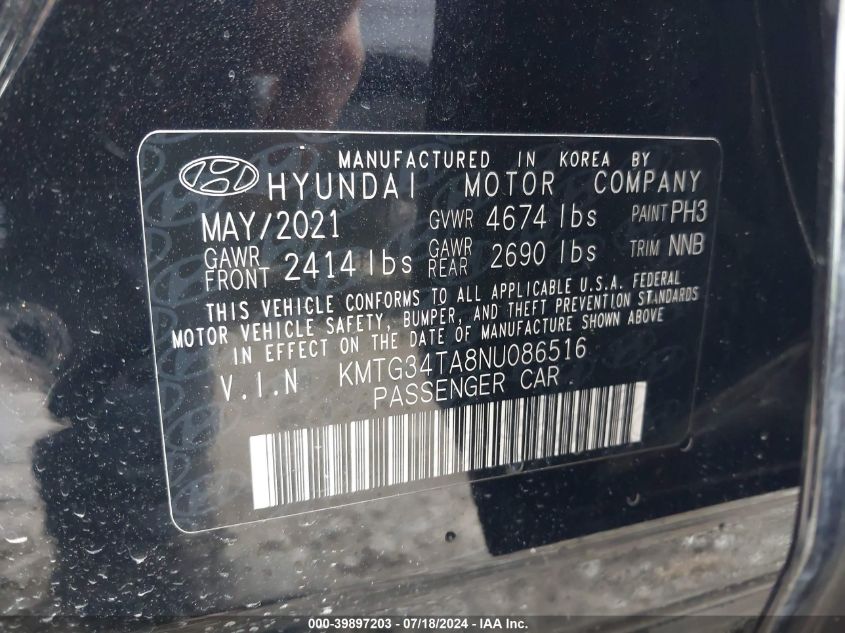 MANUFACTURED IN KOREA BY
HYUNDAI MOTOR COMPANY
MAY/2021 GVWR 4674 lbs PAINT PH3
GAWR FRONT 2414 lbs GAWR REAR 2690 lbs TRIM NNB
THIS VEHICLE CONFORMS TO ALL APPLICABLE U.S.A. FEDERAL
MOTOR VEHICLE SAFETY, BUMPER, AND THEFT PREVENTION STANDARDS
IN EFFECT ON THE DATE OF MANUFACTURE SHOWN ABOVE
V.I.N KMTG34TA8NU086516
PASSENGER CAR
000-39897203 - 07/18/2024 - IAA Inc.